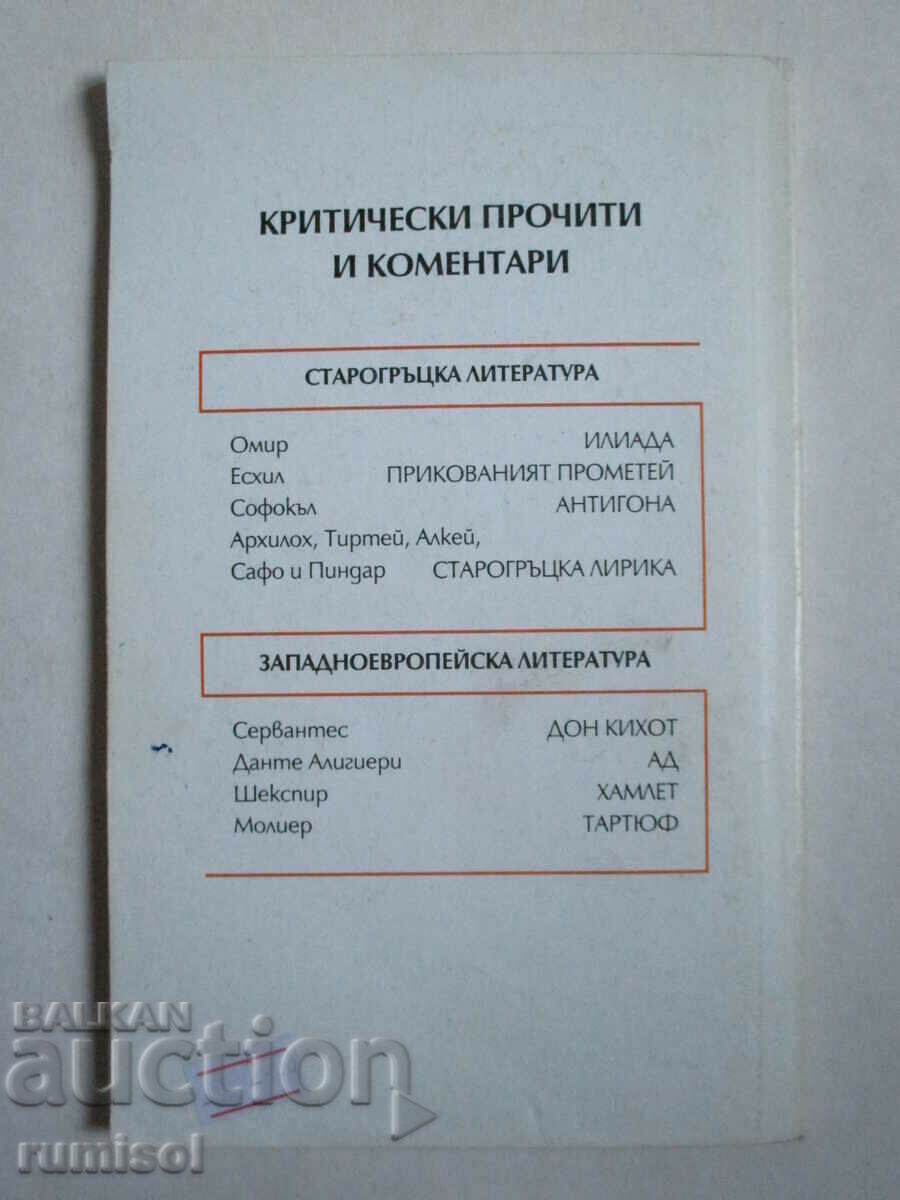 КРИТИЧЕСКИ ПРОЧИТИ
И КОМЕНТАРИ
СТАРОГРЪЦКА ЛИТЕРАТУРА
Омир ИЛИАДА
Есхил ПРИКОВАНИЯТ ПРОМЕТЕЙ
Софокъл АНТИГОНА
Архилох, Тиртей, Алкей,
Сафо и Пиндар СТАРОГРЪЦКА ЛИРИКА
ЗАПАДНОЕВРОПЕЙСКА ЛИТЕРАТУРА
Сервантес ДОН КИХОТ
Данте Алигиери АД
Шекспир ХАМЛЕТ
Молиер ТАРТЮФ
BALKAN
auction
rumisol